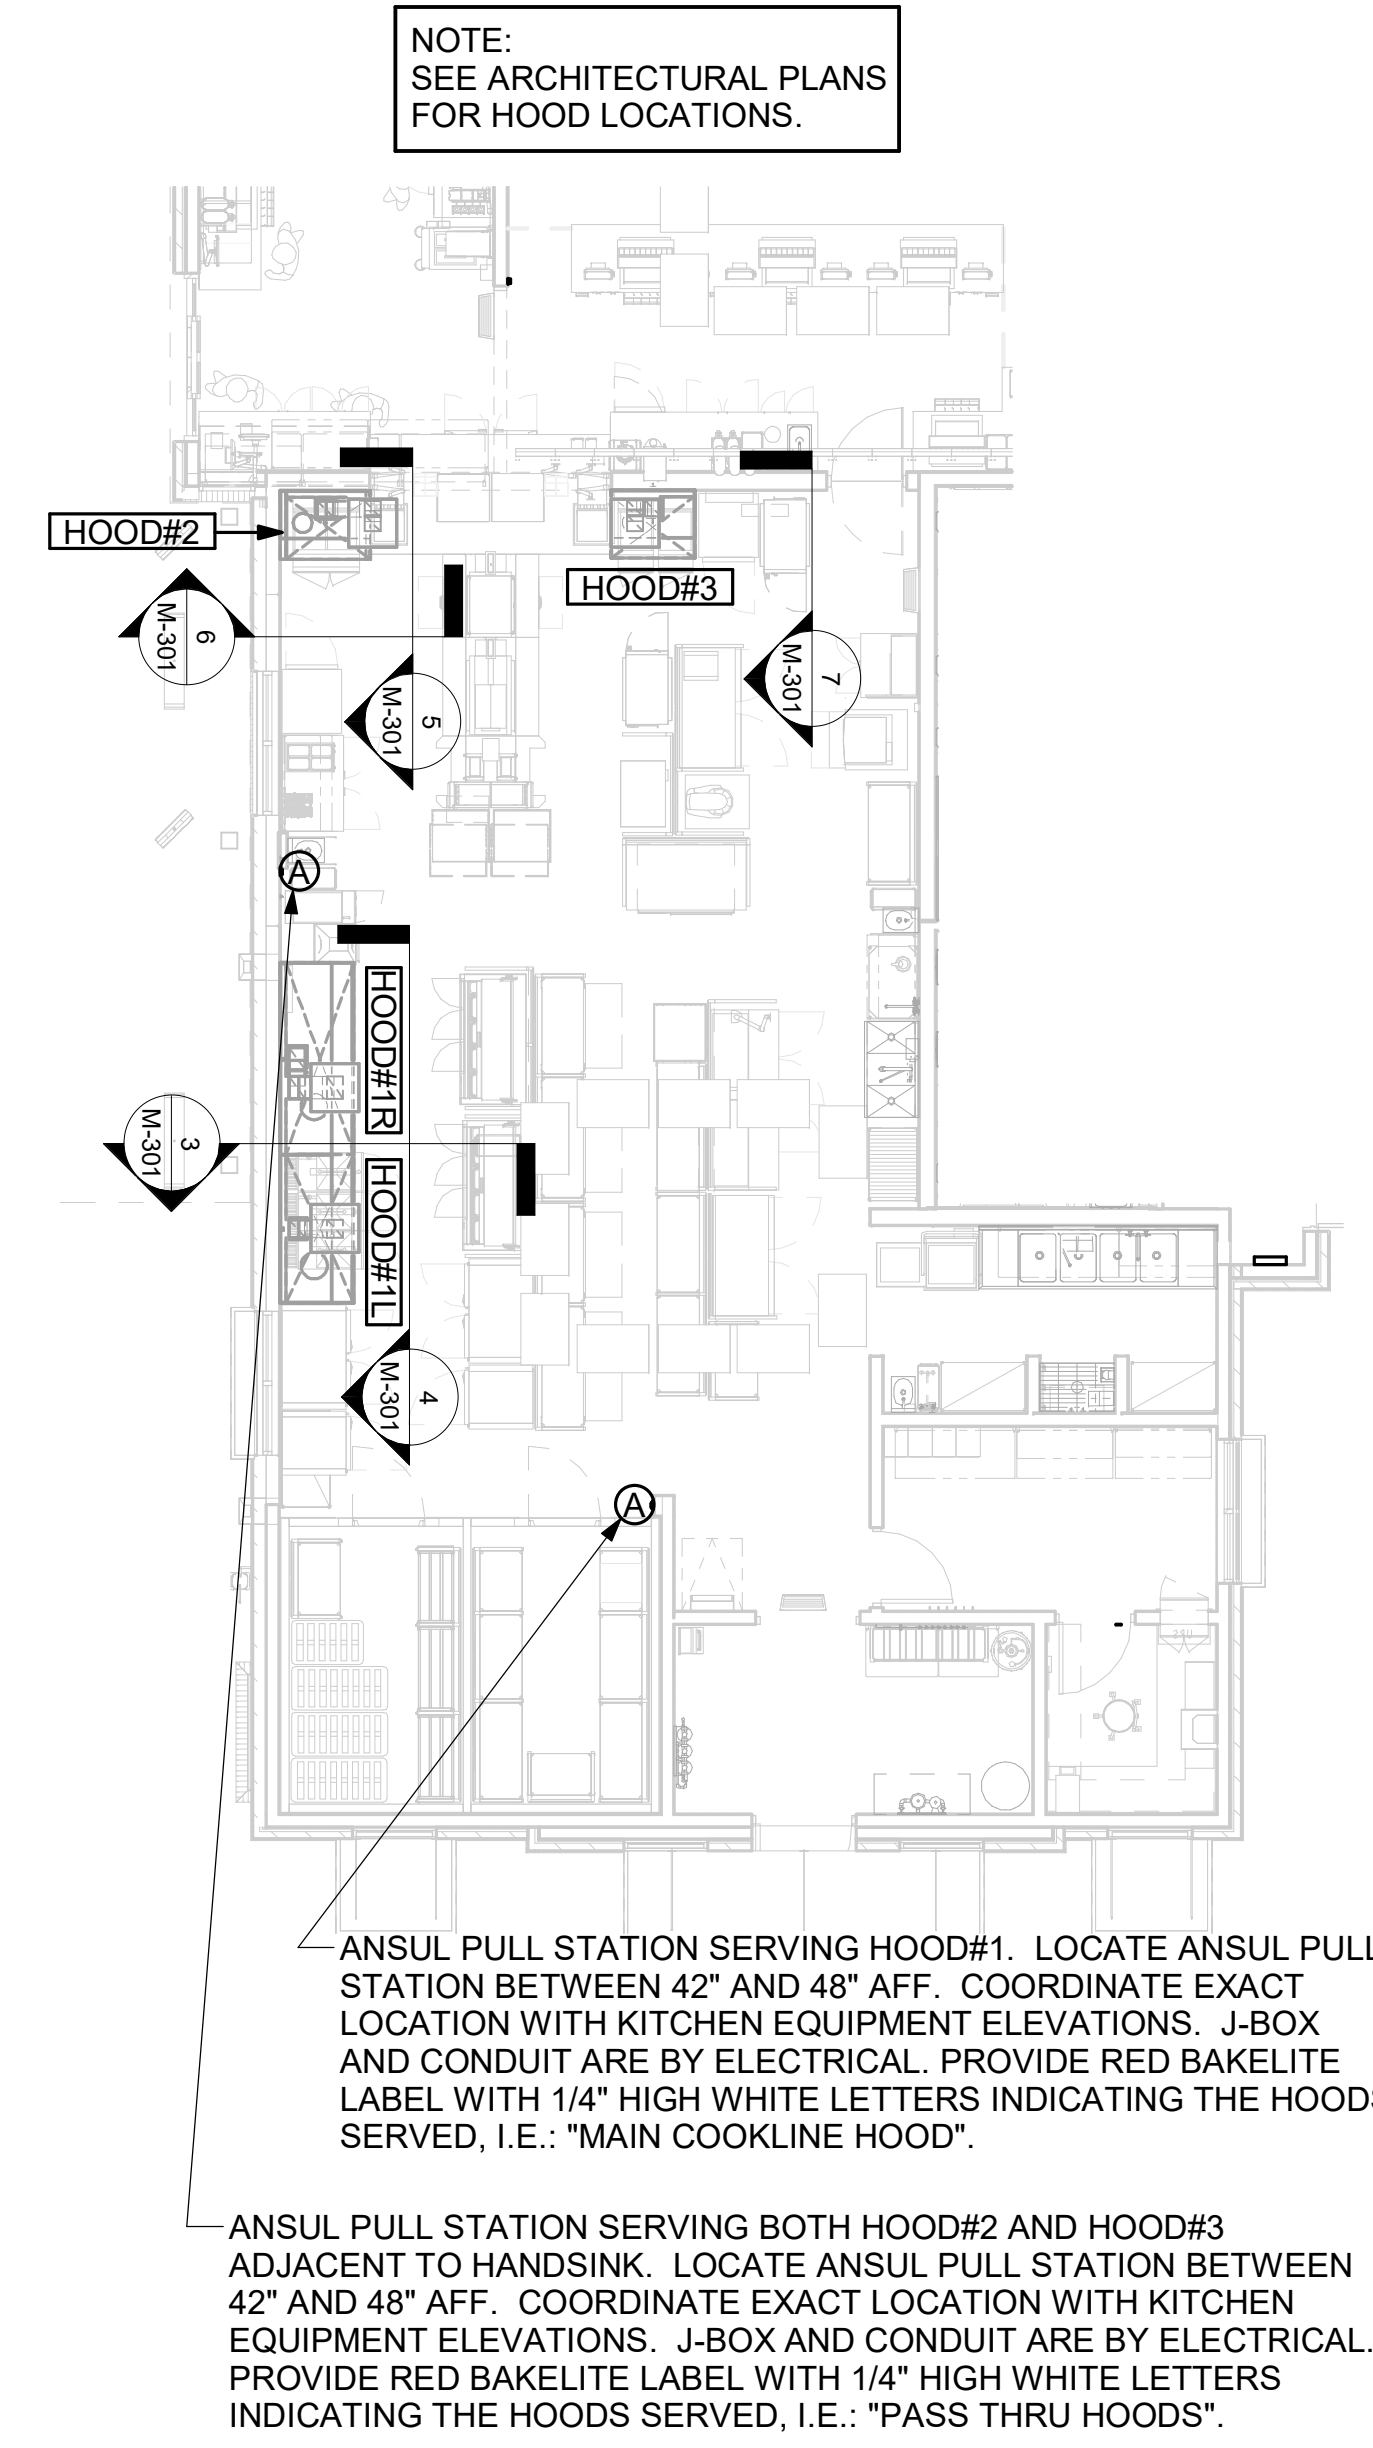 NOTE:
SEE ARCHITECTURAL PLANS
FOR HOOD LOCATIONS.
HOOD#2
HOOD#3
6
M-301
5
M-301
7
M-301
A
HOOD#1R
3
M-301
HOOD#1L
4
M-301
A
ANSUL PULL STATION SERVING HOOD#1. LOCATE ANSUL PULL
STATION BETWEEN 42" AND 48" AFF. COORDINATE EXACT
LOCATION WITH KITCHEN EQUIPMENT ELEVATIONS. J-BOX
AND CONDUIT ARE BY ELECTRICAL. PROVIDE RED BAKELITE
LABEL WITH 1/4" HIGH WHITE LETTERS INDICATING THE HOODS
SERVED, I.E.: "MAIN COOKLINE HOOD".
ANSUL PULL STATION SERVING BOTH HOOD#2 AND HOOD#3
ADJACENT TO HANDSINK. LOCATE ANSUL PULL STATION BETWEEN
42" AND 48" AFF. COORDINATE EXACT LOCATION WITH KITCHEN
EQUIPMENT ELEVATIONS. J-BOX AND CONDUIT ARE BY ELECTRICAL.
PROVIDE RED BAKELITE LABEL WITH 1/4" HIGH WHITE LETTERS
INDICATING THE HOODS SERVED, I.E.: "PASS THRU HOODS".